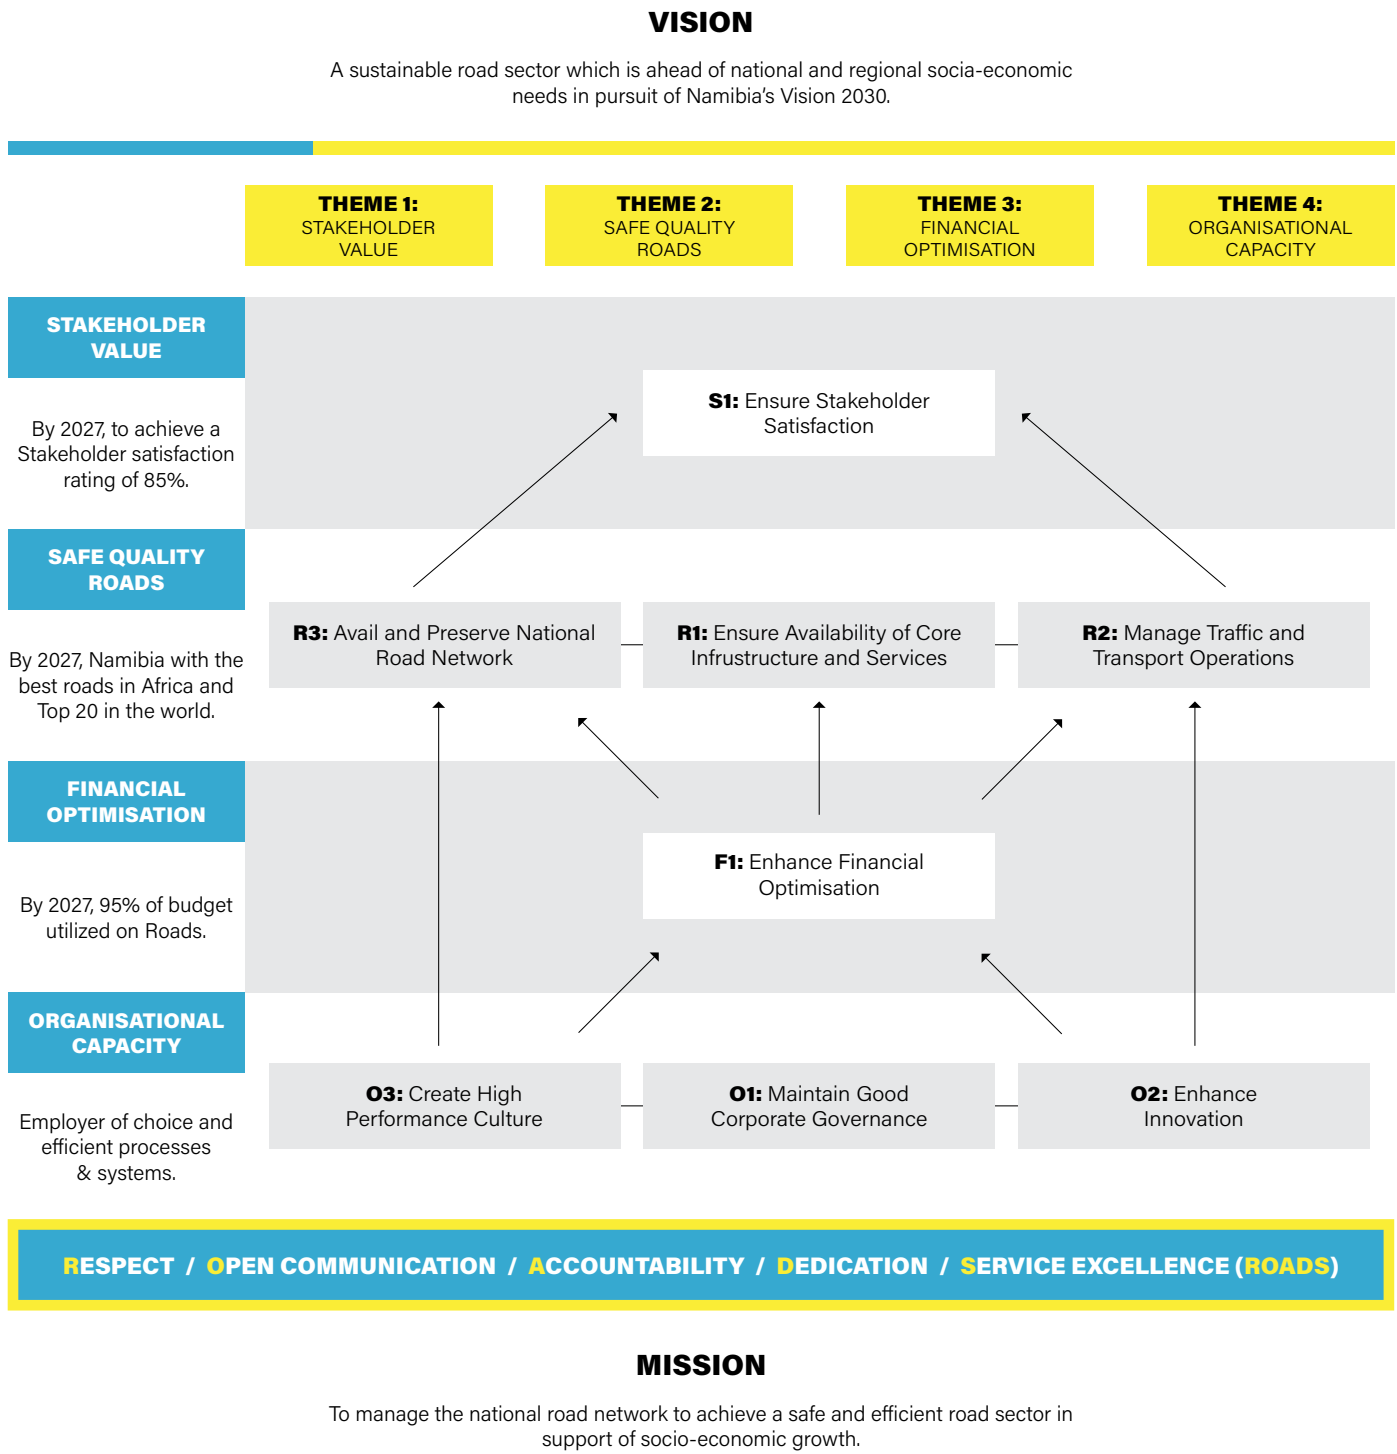 VISION
A sustainable road sector which is ahead of national and regional socia-economic
needs in pursuit of Namibia's Vision 2030.
THEME 1:
STAKEHOLDER
VALUE
THEME 2:
SAFE QUALITY
ROADS
THEME 3:
FINANCIAL
OPTIMISATION
THEME 4:
ORGANISATIONAL
CAPACITY
STAKEHOLDER
VALUE
By 2027, to achieve a
Stakeholder satisfaction
rating of 85%.
S1: Ensure Stakeholder
Satisfaction
SAFE QUALITY
ROADS
By 2027, Namibia with the
best roads in Africa and
Top 20 in the world.
R3: Avail and Preserve National
Road Network
R1: Ensure Availability of Core
Infrustructure and Services
R2: Manage Traffic and
Transport Operations
FINANCIAL
OPTIMISATION
By 2027, 95% of budget
utilized on Roads.
F1: Enhance Financial
Optimisation
ORGANISATIONAL
CAPACITY
Employer of choice and
efficient processes
& systems.
O3: Create High
Performance Culture
O1: Maintain Good
Corporate Governance
O2: Enhance
Innovation
RESPECT / OPEN COMMUNICATION / ACCOUNTABILITY / DEDICATION / SERVICE EXCELLENCE (ROADS)
MISSION
To manage the national road network to achieve a safe and efficient road sector in
support of socio-economic growth.